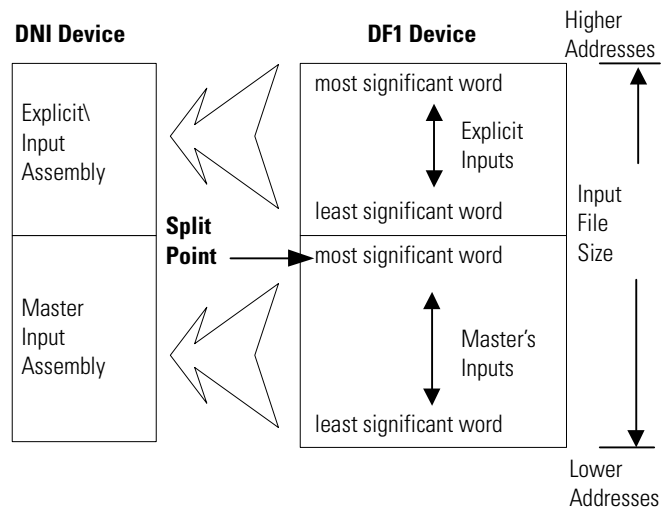 DNI Device
DF1 Device
Higher
Addresses
Explicit\
Input
Assembly
most significant word
Explicit
Inputs
least significant word
Input
File
Size
Split
Point
most significant word
Master
Input
Assembly
Master's
Inputs
least significant word
Lower
Addresses